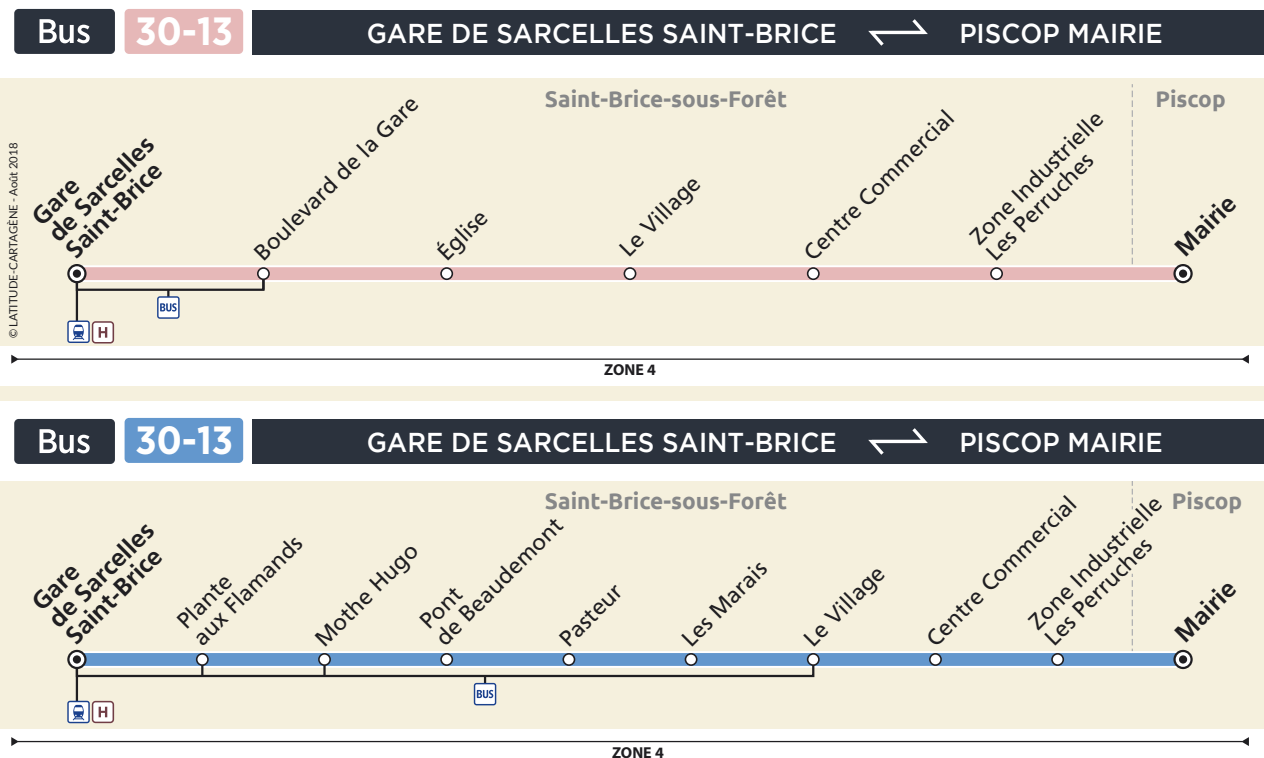 Bus 30-13 GARE DE SARCELLES SAINT-BRICE PISCOP MAIRIE
Saint-Brice-sous-Forêt Piscop
Gare
de Sarcelles
Saint-Brice
Boulevard de la Gare
Église
Le Village
Centre Commercial
Zone Industrielle
Les Perruches
Mairie
BUS
H
© LATITUDE-CARTAGÈNE - Août 2018
ZONE 4
Bus 30-13 GARE DE SARCELLES SAINT-BRICE PISCOP MAIRIE
Saint-Brice-sous-Forêt Piscop
Gare
de Sarcelles
Saint-Brice
Plante
aux Flamands
Mothe Hugo
Pont
de Beaudemont
Pasteur
Les Marais
Le Village
Centre Commercial
Zone Industrielle
Les Perruches
Mairie
BUS
H
ZONE 4